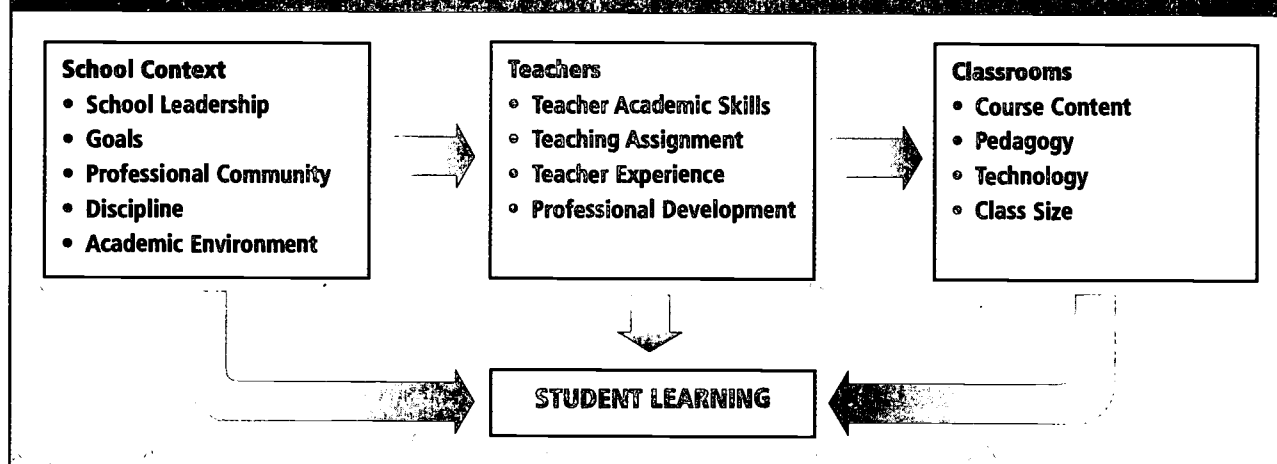 School Context
• School Leadership
• Goals
• Professional Community
• Discipline
• Academic Environment
Teachers
• Teacher Academic Skills
• Teaching Assignment
• Teacher Experience
• Professional Development
Classrooms
• Course Content
• Pedagogy
• Technology
• Class Size
STUDENT LEARNING